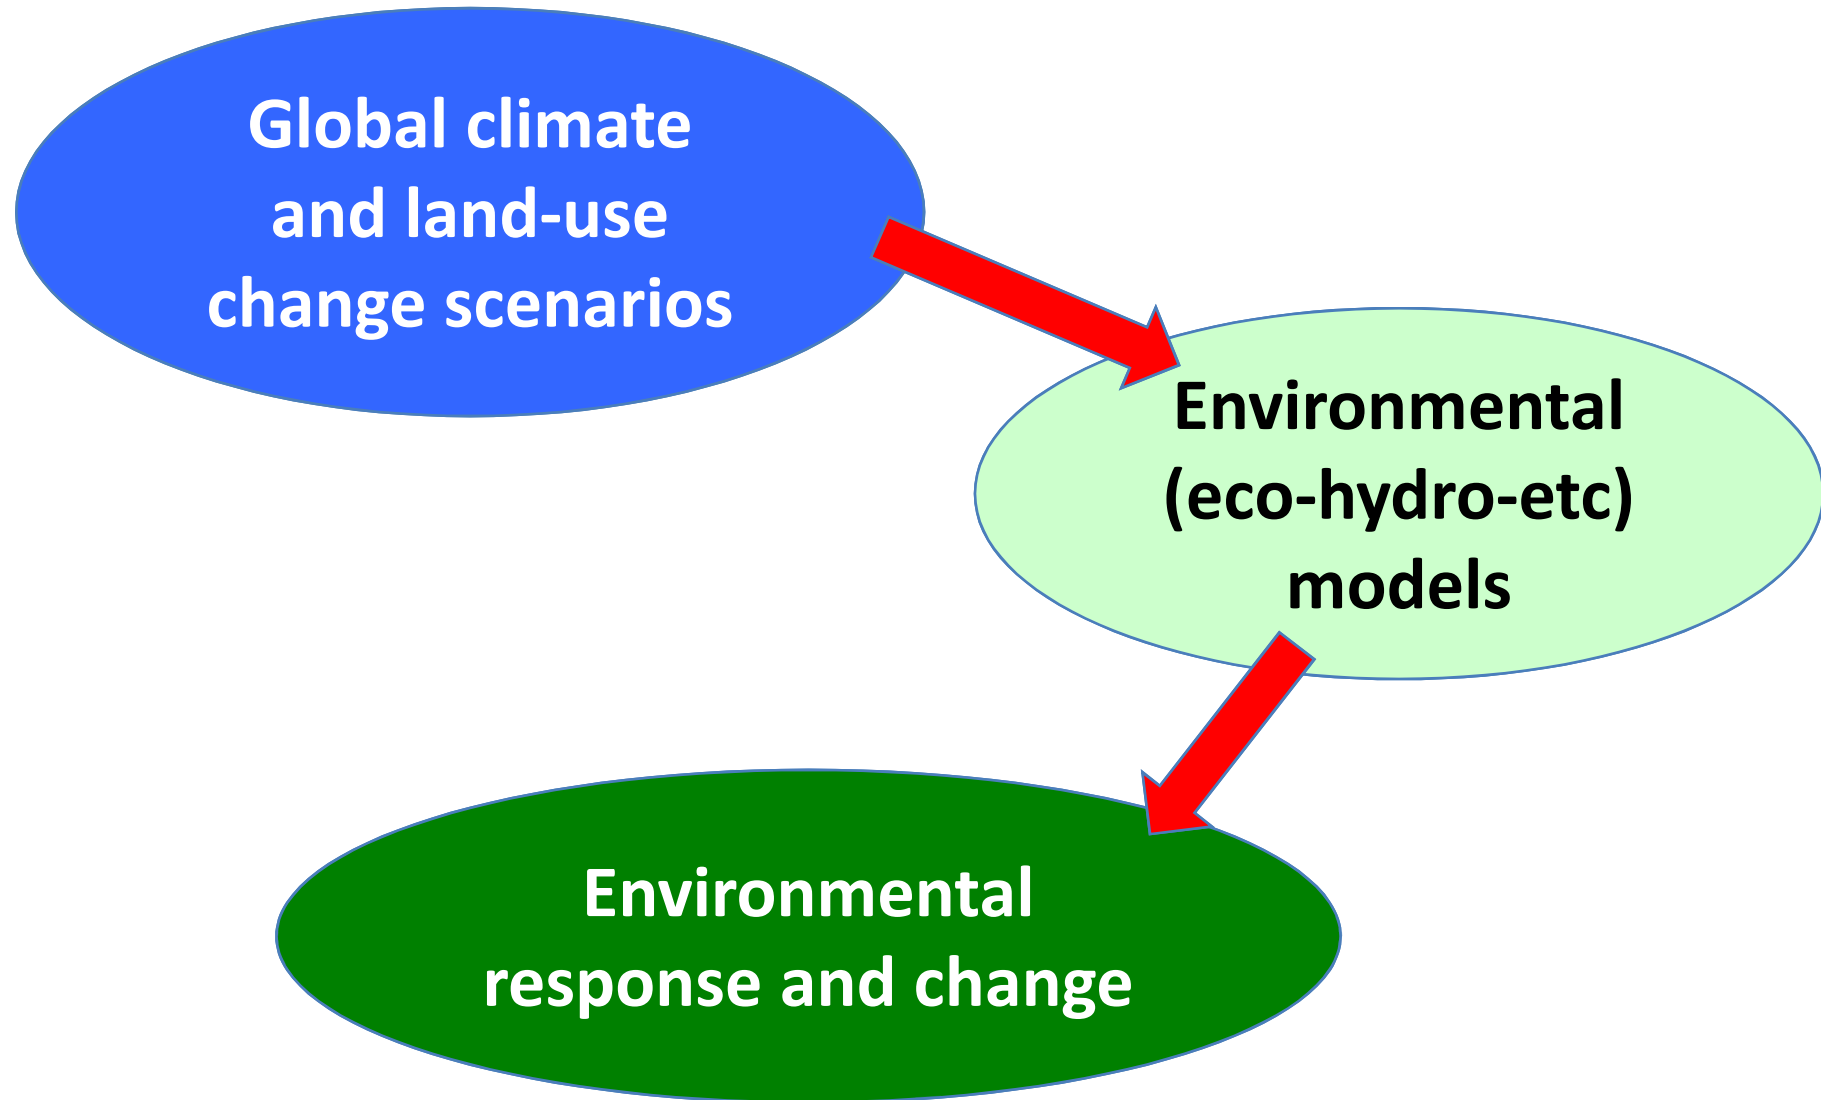 Global climate
and land-use
change scenarios
Environmental
(eco-hydro-etc)
models
Environmental
response and change